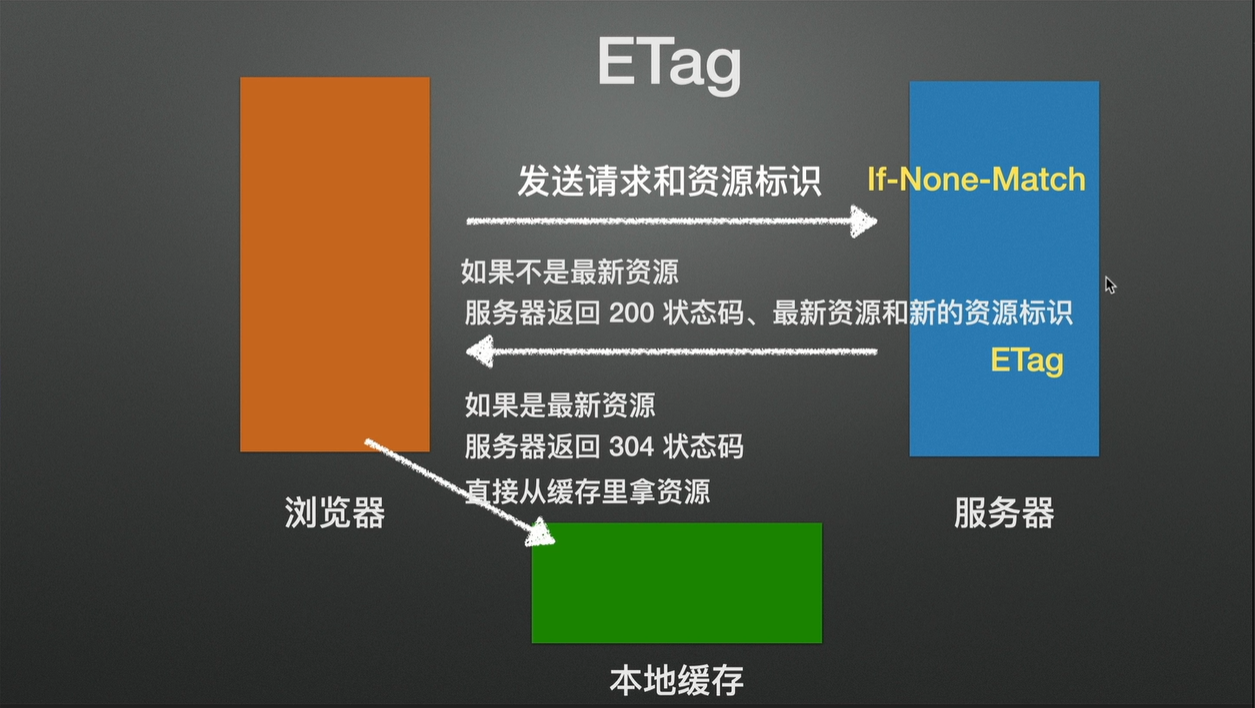 ETag
发送请求和资源标识
If-None-Match
如果不是最新资源
服务器返回 200 状态码、最新资源和新的资源标识
ETag
如果是最新资源
服务器返回 304 状态码
直接从缓存里拿资源
浏览器
服务器
本地缓存